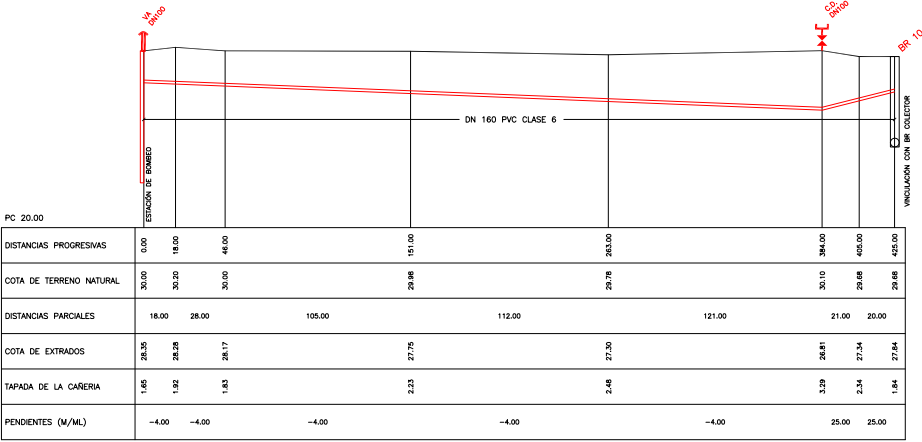 VA
DN100
C.D.
DN100
BR 10
DN 160 PVC CLASE 6
ESTACIÓN DE BOMBEO
VINCULACIÓN CON BR COLECTOR
PC 20.00
DISTANCIAS PROGRESIVAS 0.00 18.00 46.00 151.00 263.00 384.00 405.00 425.00
COTA DE TERRENO NATURAL 30.00 30.20 30.00 29.98 29.78 30.10 29.68 29.68
DISTANCIAS PARCIALES 18.00 28.00 105.00 112.00 121.00 21.00 20.00
COTA DE EXTRADOS 28.35 28.28 28.17 27.75 27.30 26.81 27.34 27.84
TAPADA DE LA CAÑERIA 1.65 1.92 1.83 2.23 2.48 3.29 2.34 1.84
PENDIENTES (M/ML) -4.00 -4.00 -4.00 -4.00 -4.00 25.00 25.00